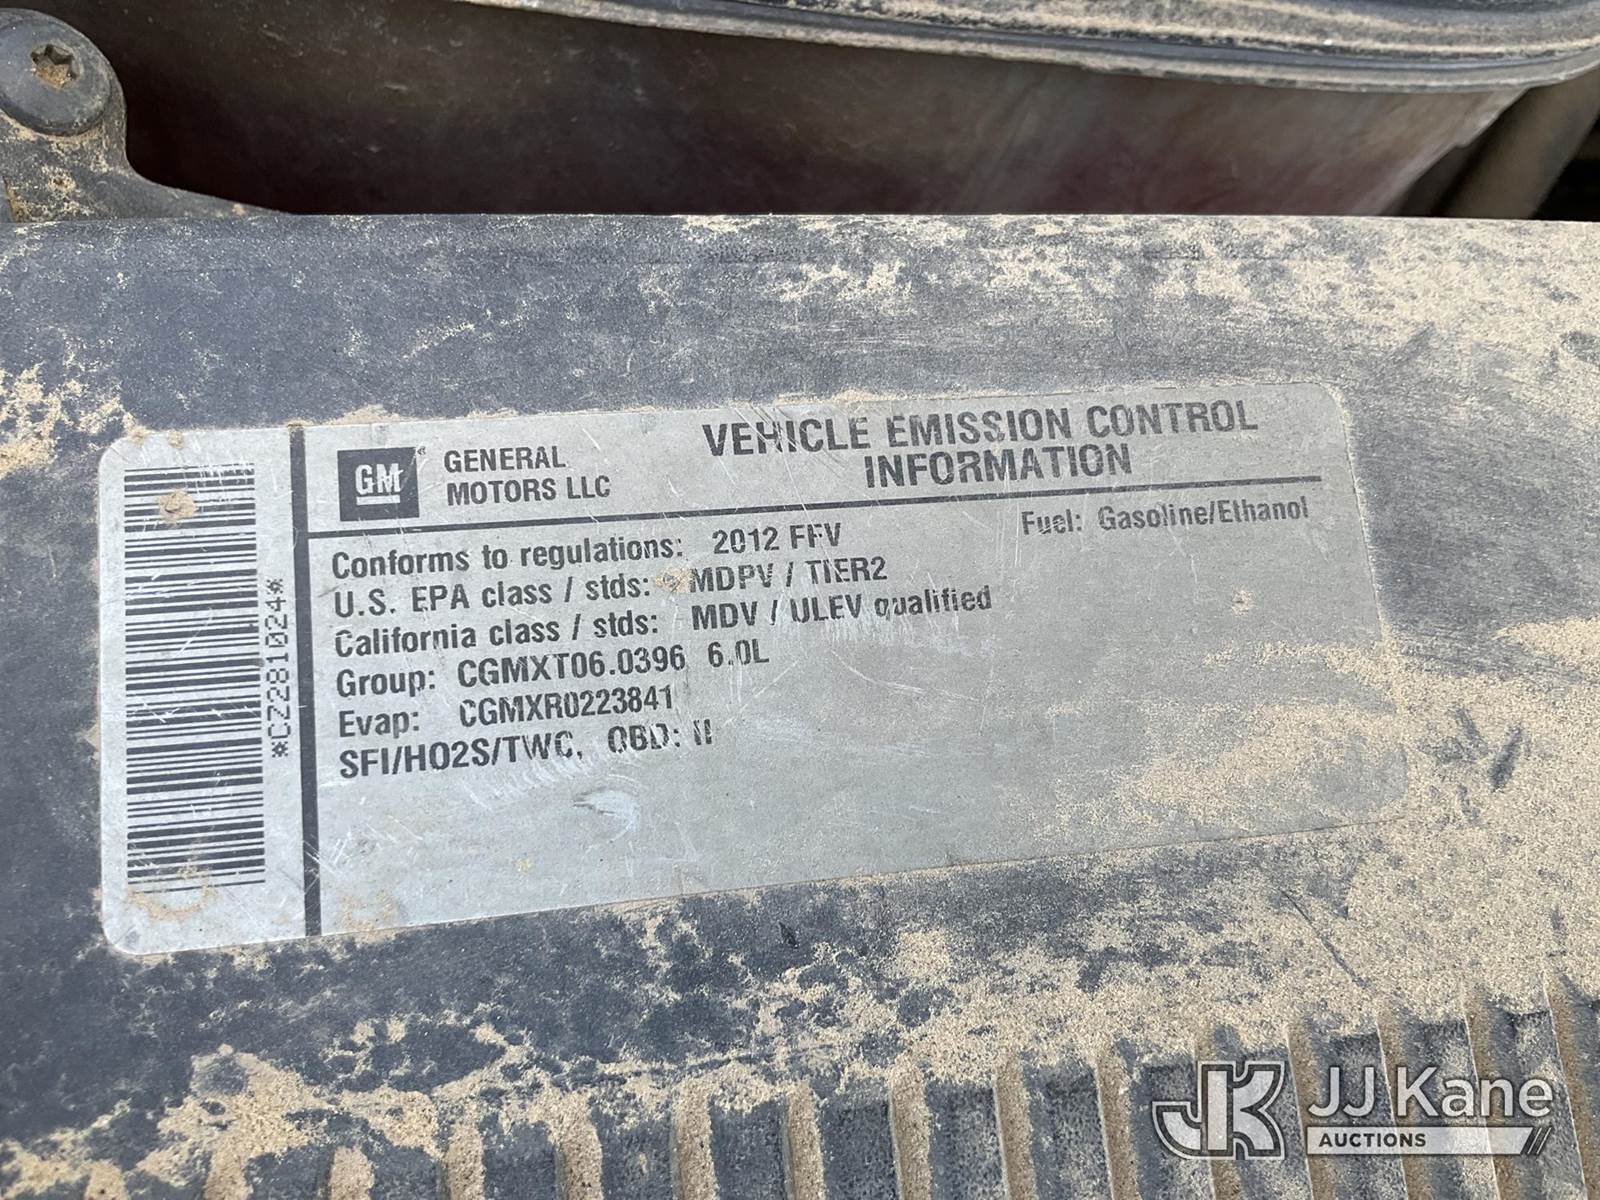 GM
GENERAL
MOTORS LLC
VEHICLE EMISSION CONTROL
INFORMATION
Conforms to regulations: 2012 FFV
Fuel: Gasoline/Ethanol
U.S. EPA class / stds: MDPV / TIER2
California class / stds: MDV / ULEV qualified
Group: CGMXT06.0396 6.0L
Evap: CGMXR0223841
SFI/HO2S/TWC, OBD: II
*CZ281024*
JK JJ Kane
AUCTIONS